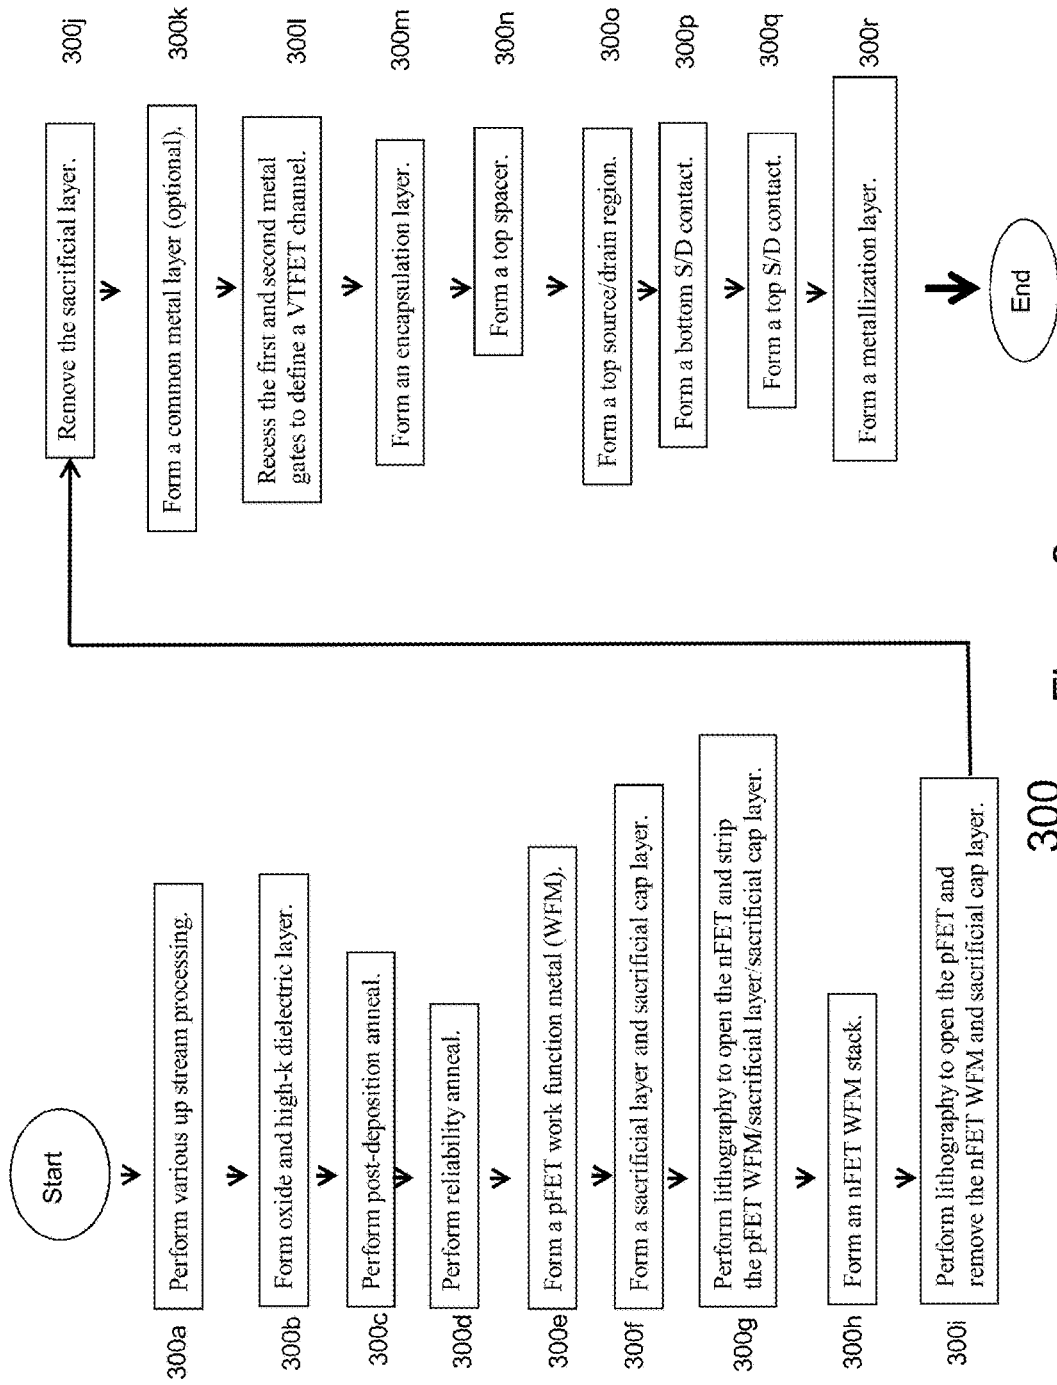 Start
300a
Perform various up stream processing.
300b
Form oxide and high-k dielectric layer.
300c
Perform post-deposition anneal.
300d
Perform reliability anneal.
300e
Form a pFET work function metal (WFM).
300f
Form a sacrificial layer and sacrificial cap layer.
300g
Perform lithography to open the nFET and strip
the pFET WFM/sacrificial layer/sacrificial cap layer.
300h
Form an nFET WFM stack.
300i
Perform lithography to open the pFET and
remove the nFET WFM and sacrificial cap layer.
Remove the sacrificial layer.
300j
Form a common metal layer (optional).
300k
Recess the first and second metal
gates to define a VTFET channel.
300l
Form an encapsulation layer.
300m
Form a top spacer.
300n
Form a top source/drain region.
300o
Form a bottom S/D contact.
300p
Form a top S/D contact.
300q
Form a metallization layer.
300r
End
300